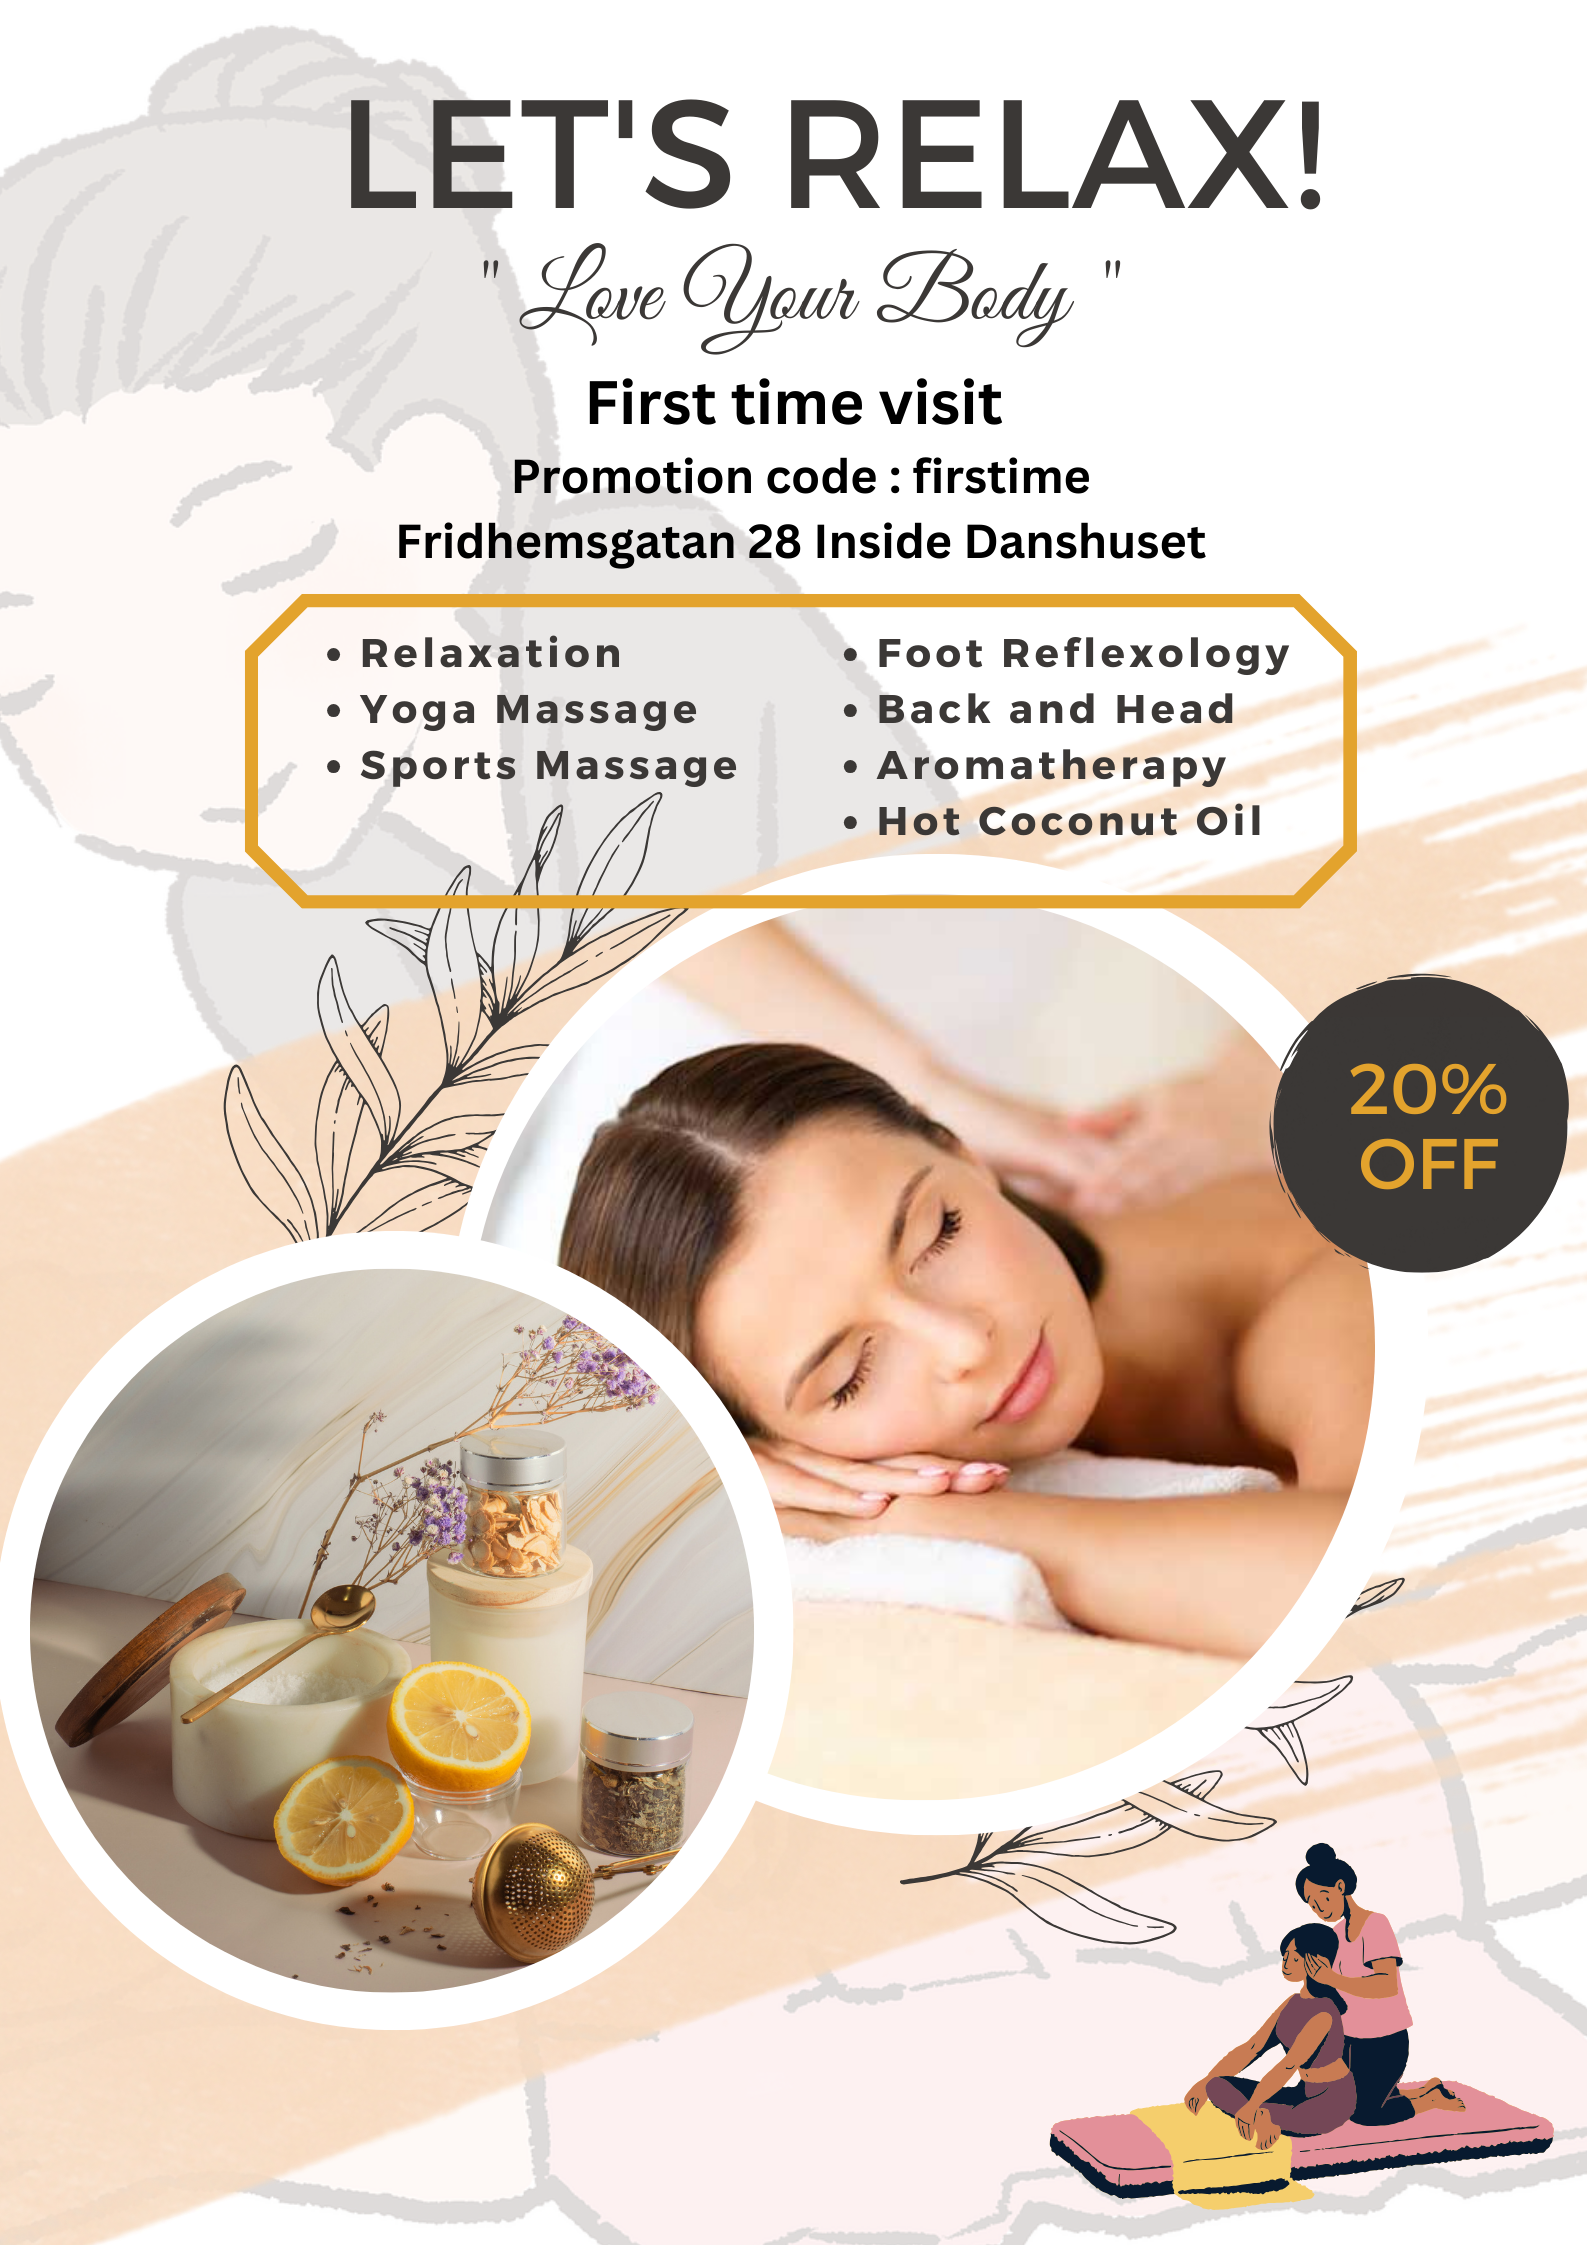 LET'S RELAX!
" Love Your Body "
First time visit
Promotion code : firstime
Fridhemsgatan 28 Inside Danshuset
• Relaxation
• Yoga Massage
• Sports Massage
• Foot Reflexology
• Back and Head
• Aromatherapy
• Hot Coconut Oil
20%
OFF